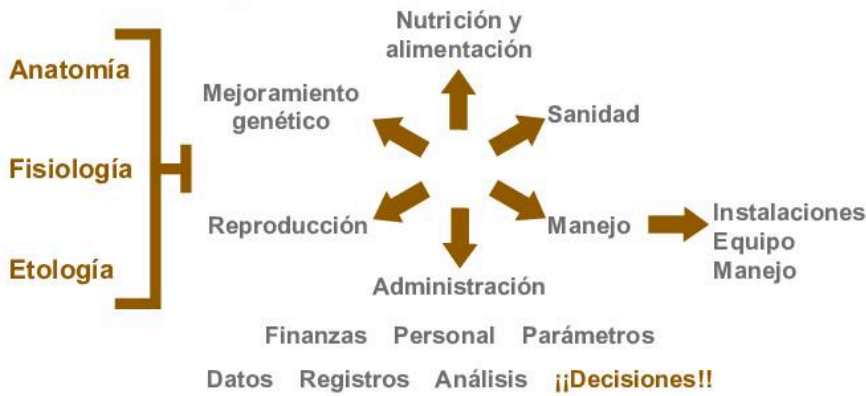 Anatomía
Fisiología
Etología
Nutrición y
alimentación
Mejoramiento
genético
Sanidad
Reproducción
Manejo
Instalaciones
Equipo
Manejo
Administración
Finanzas Personal Parámetros
Datos Registros Análisis ¡¡Decisiones!!